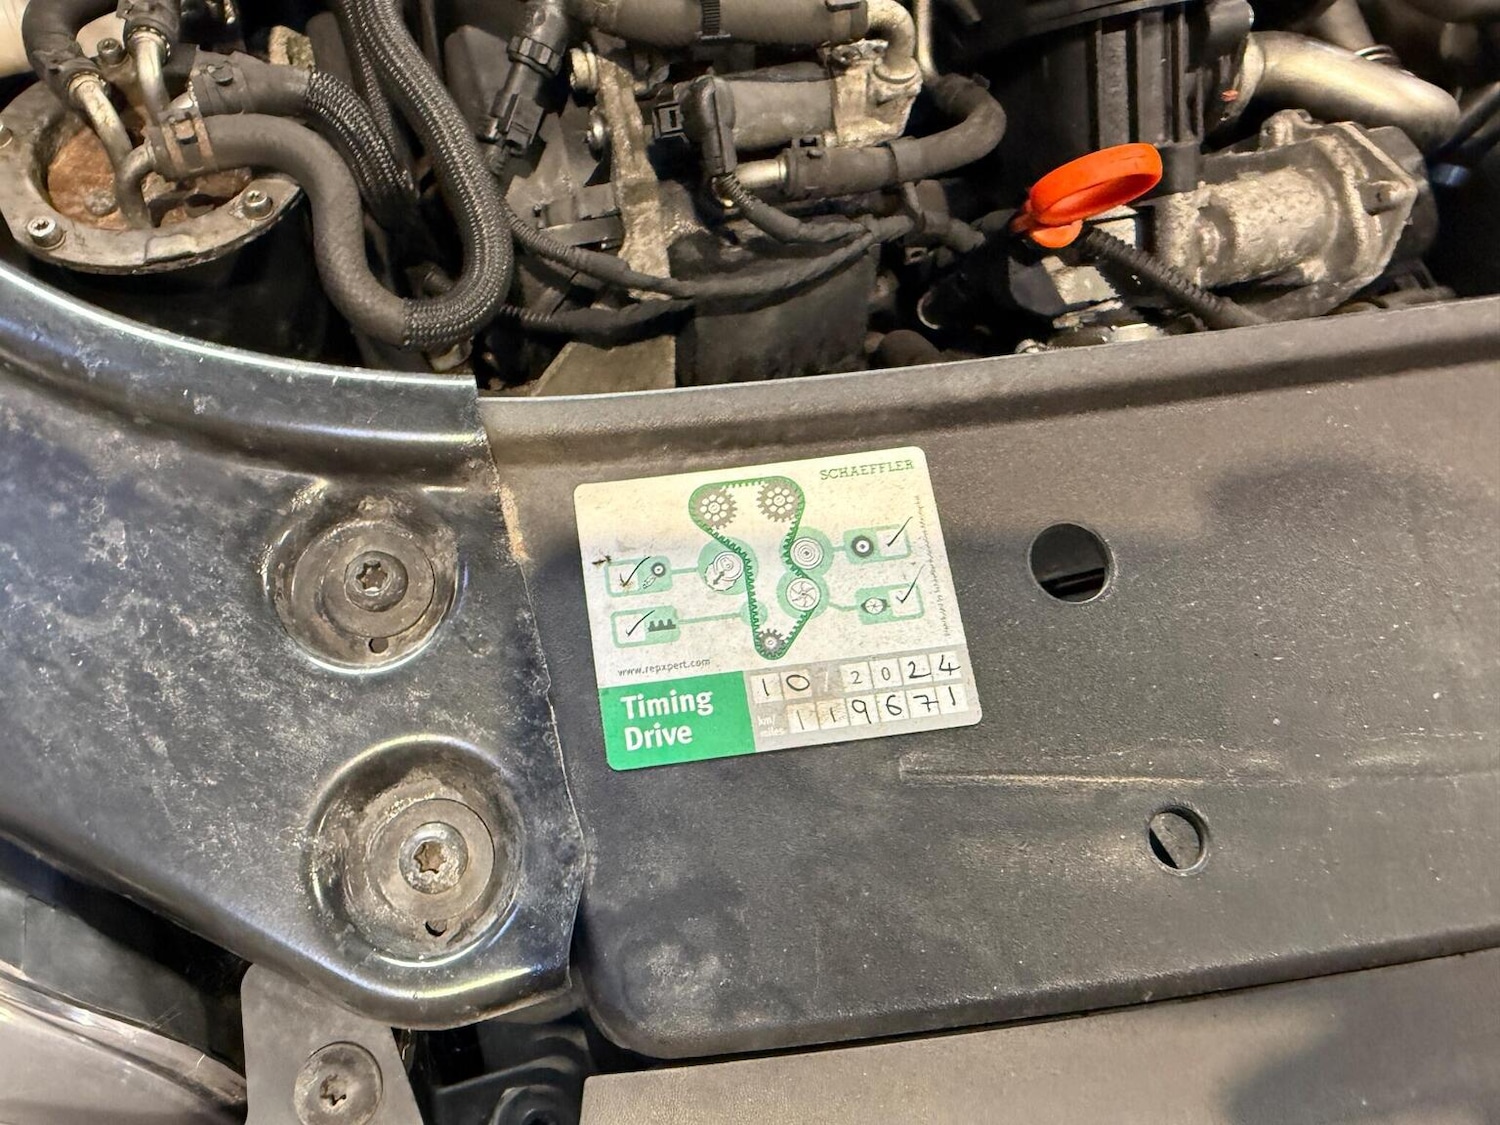 SCHAEFFLER
www.repxpert.com
Timing
Drive
10/2024
km/
miles
119671